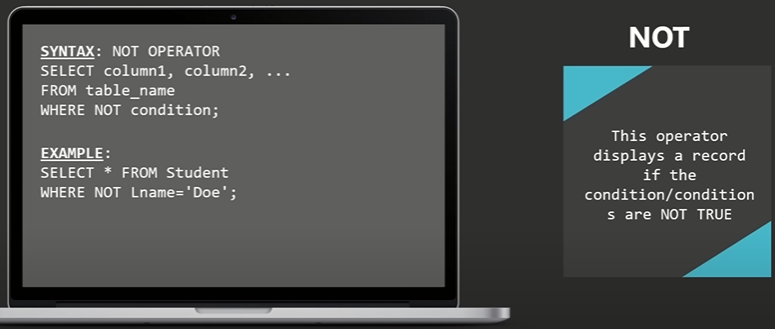 SYNTAX: NOT OPERATOR
SELECT column1, column2, ...
FROM table_name
WHERE NOT condition;
EXAMPLE:
SELECT * FROM Student
WHERE NOT Lname='Doe';
NOT
This operator
displays a record
if the
condition/condition
s are NOT TRUE